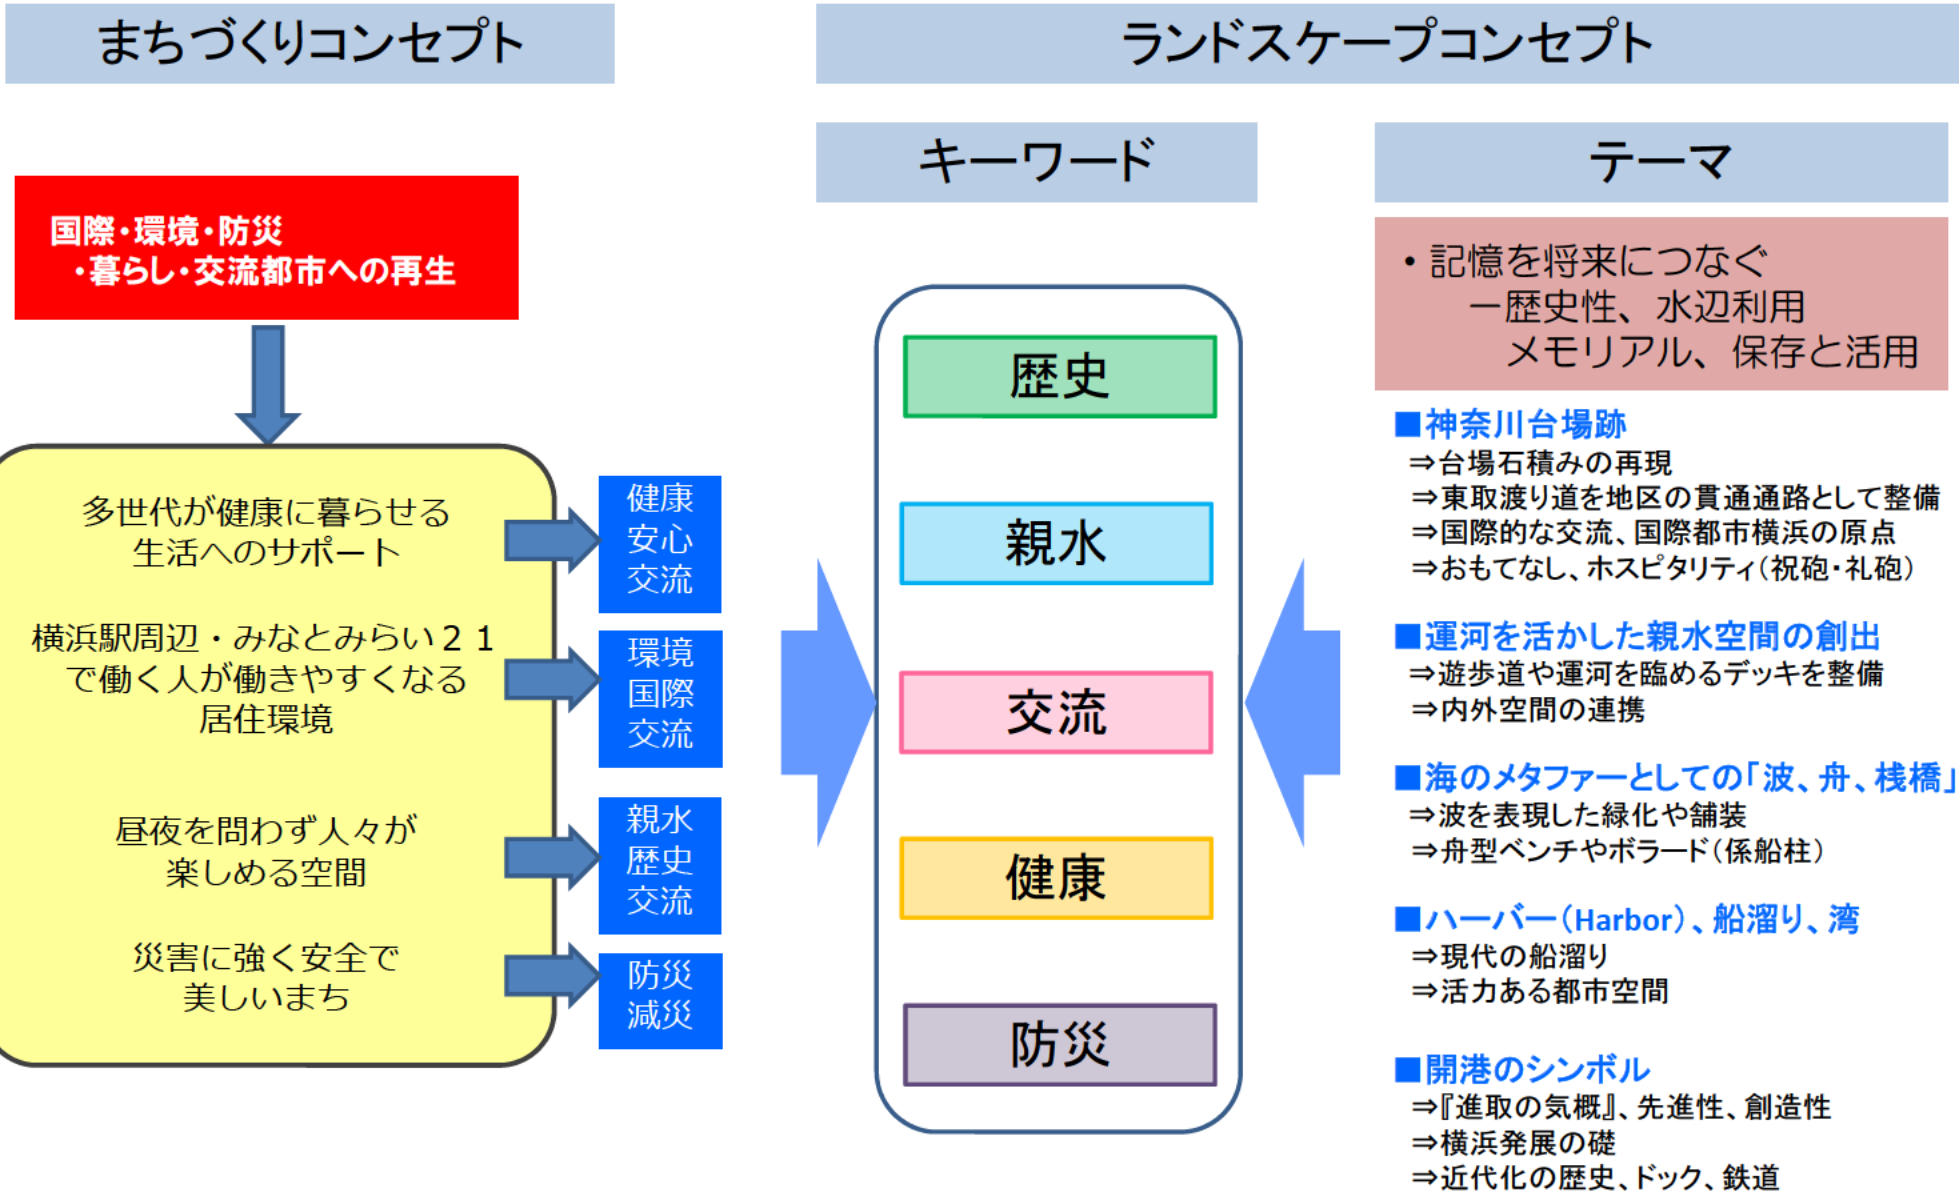 まちづくりコンセプト
国際・環境・防災
・暮らし・交流都市への再生
多世代が健康に暮らせる
生活へのサポート
健康
安心
交流
横浜駅周辺・みなとみらい２１
で働く人が働きやすくなる
居住環境
環境
国際
交流
昼夜を問わず人々が
楽しめる空間
親水
歴史
交流
災害に強く安全で
美しいまち
防災
減災
ランドスケープコンセプト
キーワード
歴史
親水
交流
健康
防災
テーマ
・記憶を将来につなぐ
ー歴史性、水辺利用
メモリアル、保存と活用
■神奈川台場跡
⇒台場石積みの再現
⇒東取渡り道を地区の貫通通路として整備
⇒国際的な交流、国際都市横浜の原点
⇒おもてなし、ホスピタリティ（祝砲・礼砲）
■運河を活かした親水空間の創出
⇒遊歩道や運河を臨めるデッキを整備
⇒内外空間の連携
■海のメタファーとしての「波、舟、桟橋」
⇒波を表現した緑化や舗装
⇒舟型ベンチやボラード（係船柱）
■ハーバー（Harbor）、船溜り、湾
⇒現代の船溜り
⇒活力ある都市空間
■開港のシンボル
⇒『進取の気概』、先進性、創造性
⇒横浜発展の礎
⇒近代化の歴史、ドック、鉄道